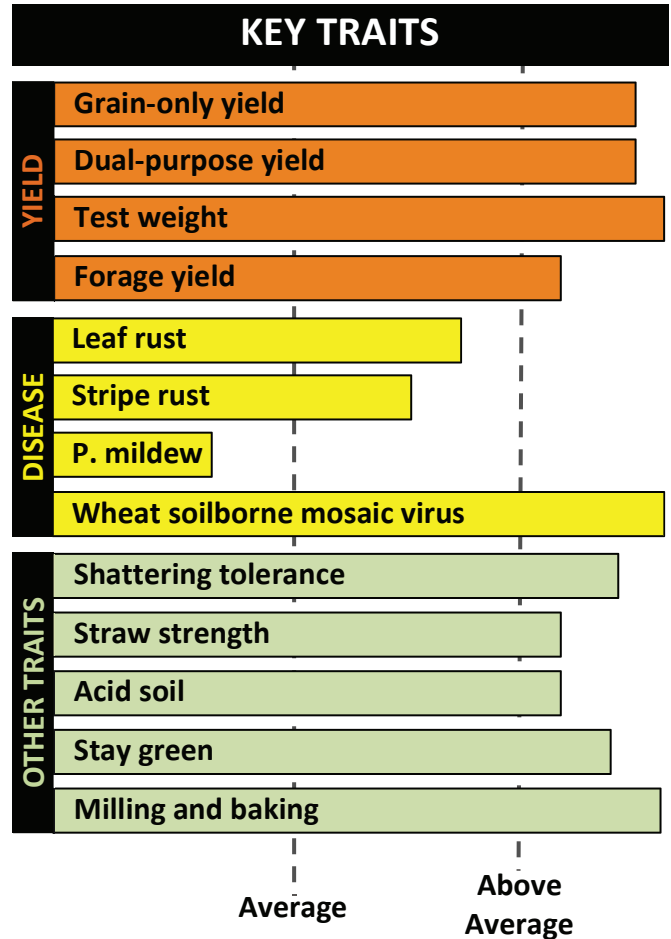 KEY TRAITS
YIELD
Grain-only yield
Dual-purpose yield
Test weight
Forage yield
DISEASE
Leaf rust
Stripe rust
P. mildew
Wheat soilborne mosaic virus
OTHER TRAITS
Shattering tolerance
Straw strength
Acid soil
Stay green
Milling and baking
Average
Above
Average